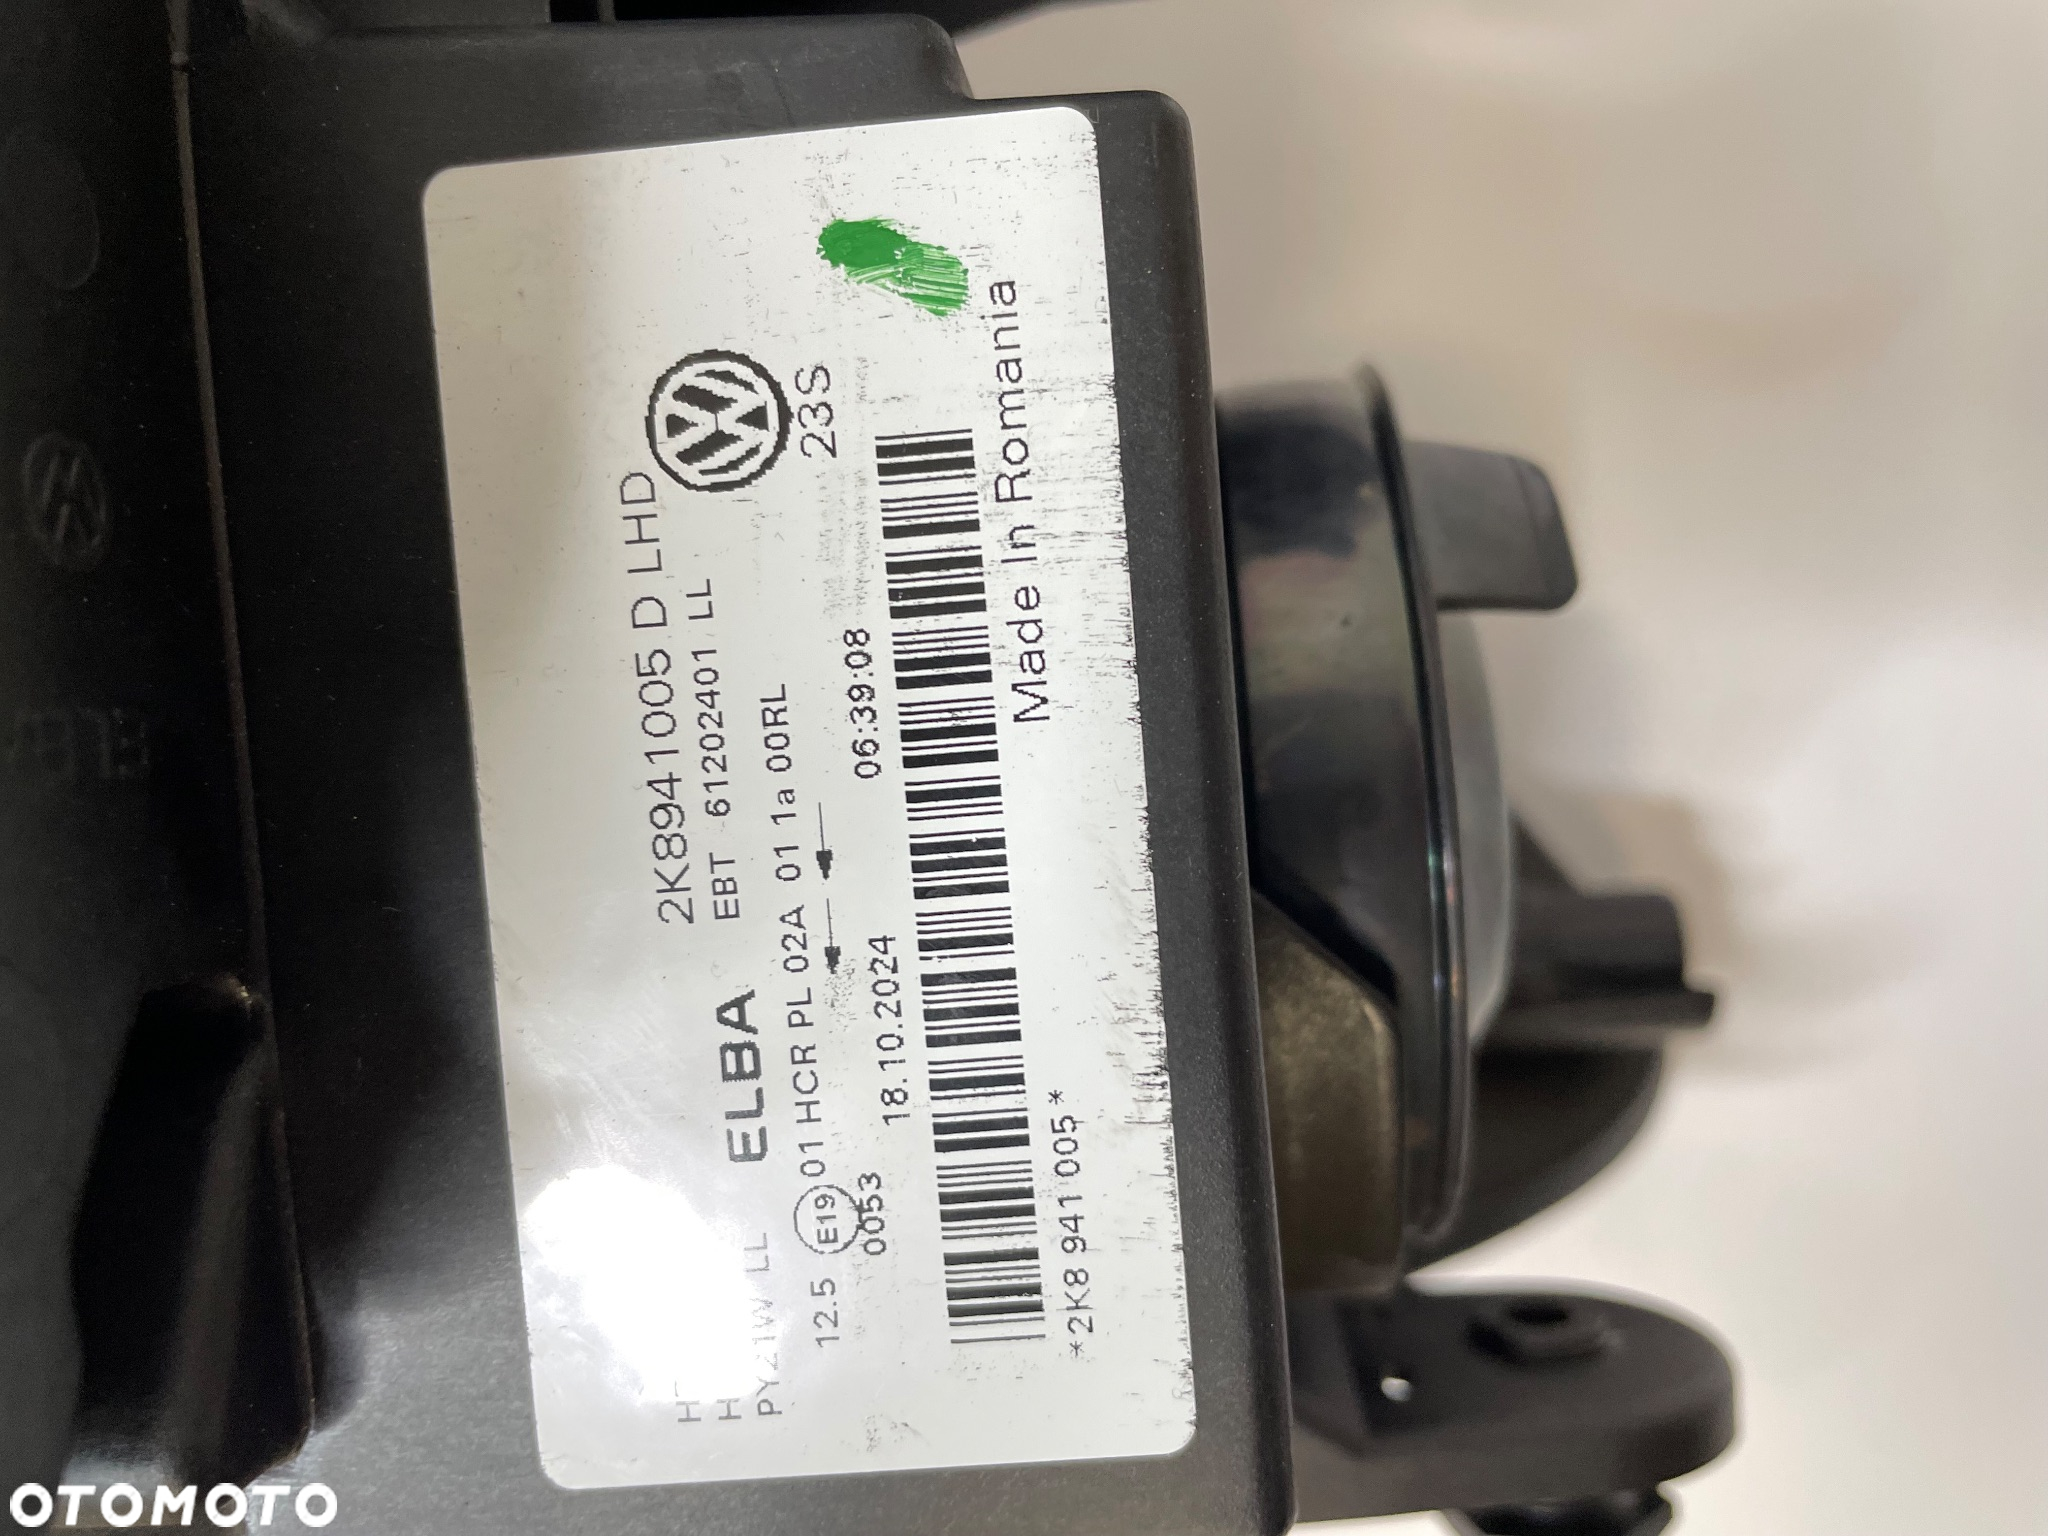 2K8941005 D LHD
EBT 61202401 LL
ELBA
PY21W LL
12.5 E19 01 HCR PL 02A 01 1a 00RL
23S
0053
18.10.2024 06:39:08
*2K8 941 005*
Made In Romania
OTOMOTO